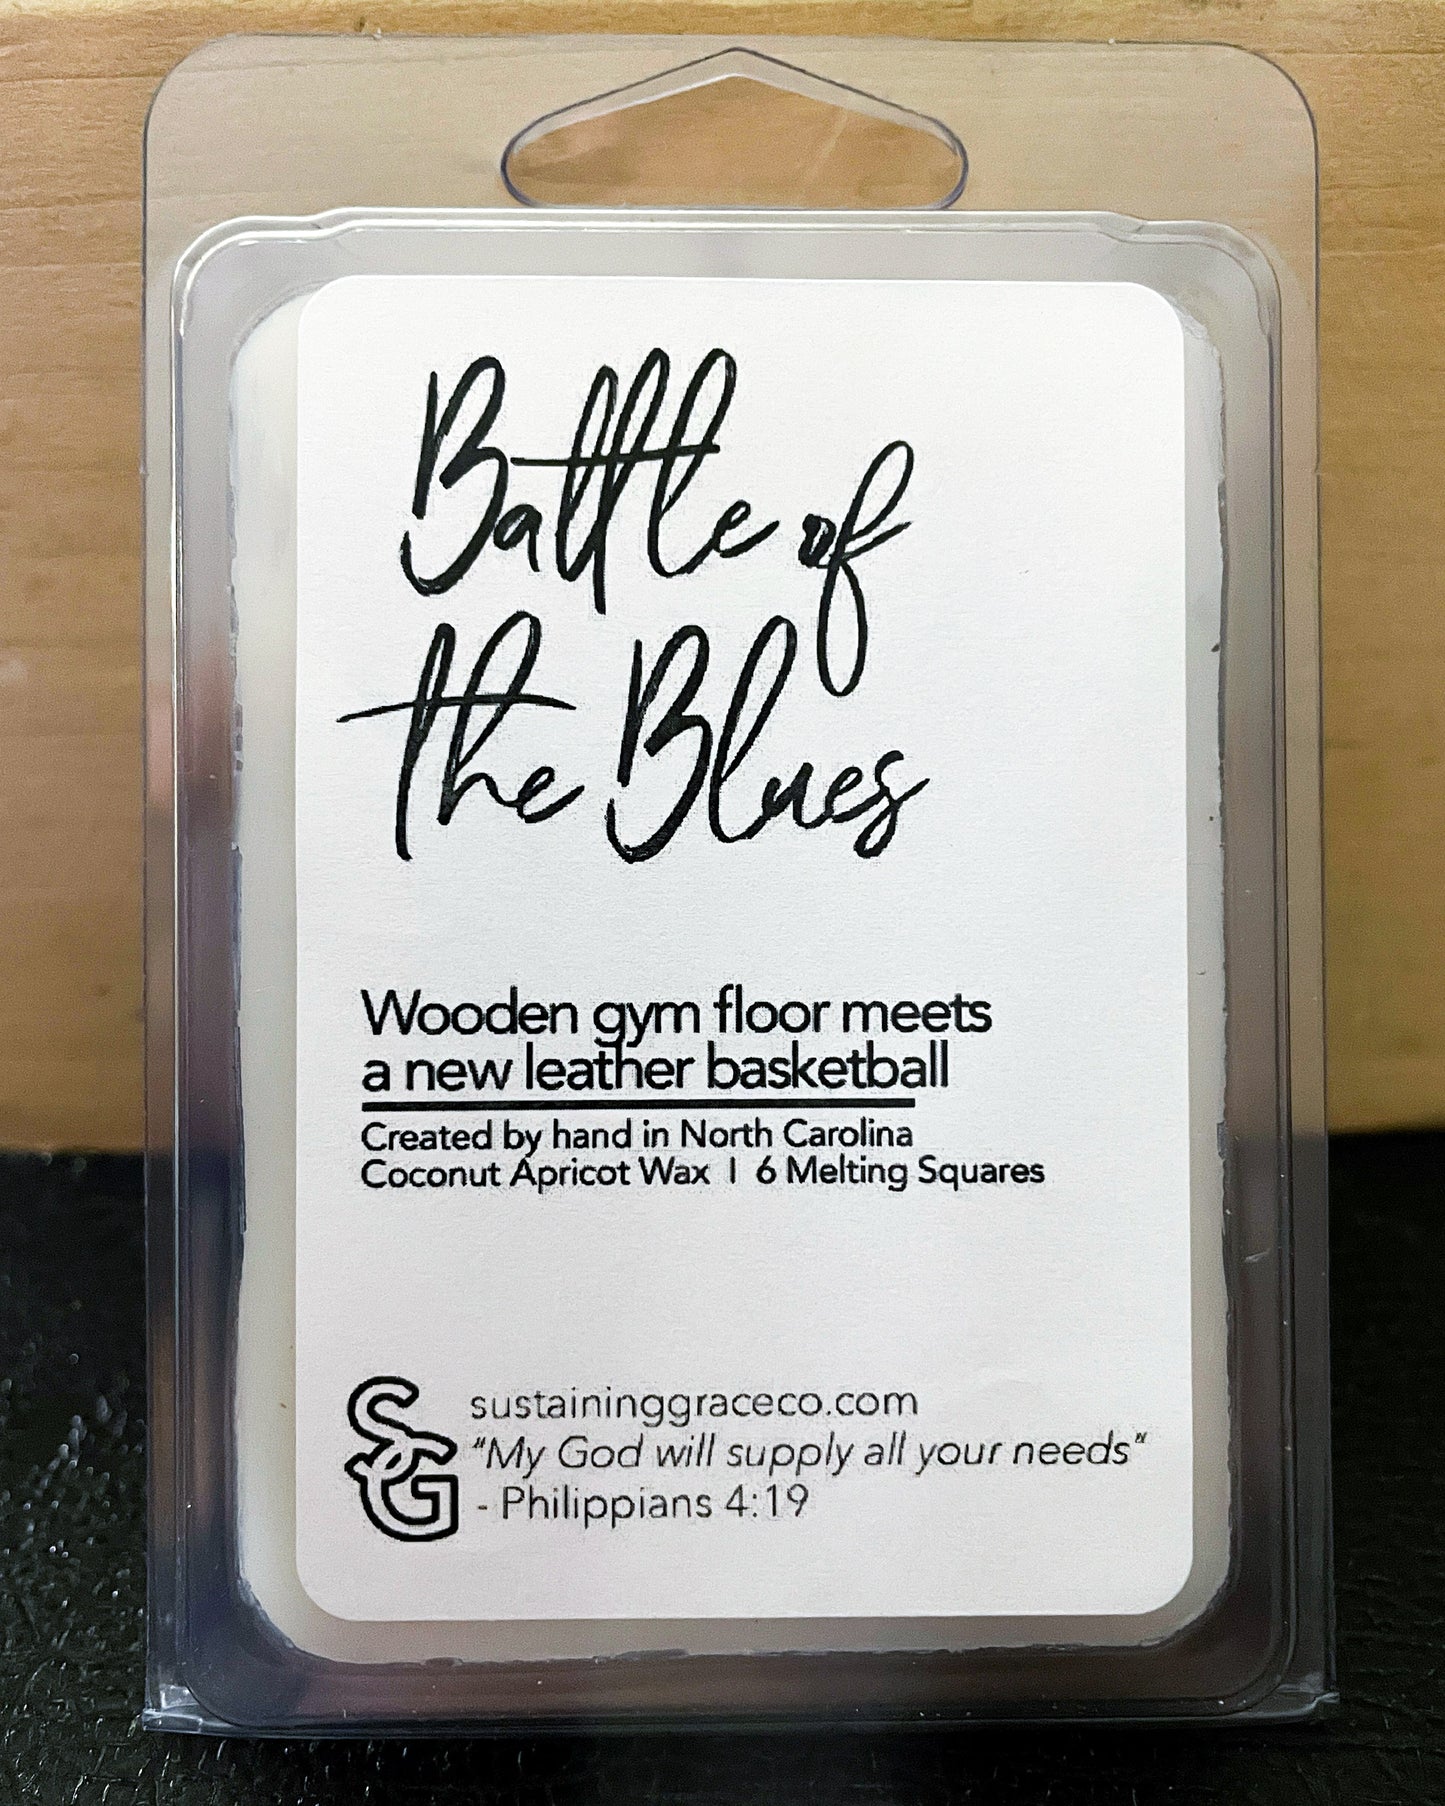 Battle of
the Blues
Wooden gym floor meets
a new leather basketball
Created by hand in North Carolina
Coconut Apricot Wax | 6 Melting Squares
SG
sustaininggraceco.com
"My God will supply all your needs"
- Philippians 4:19